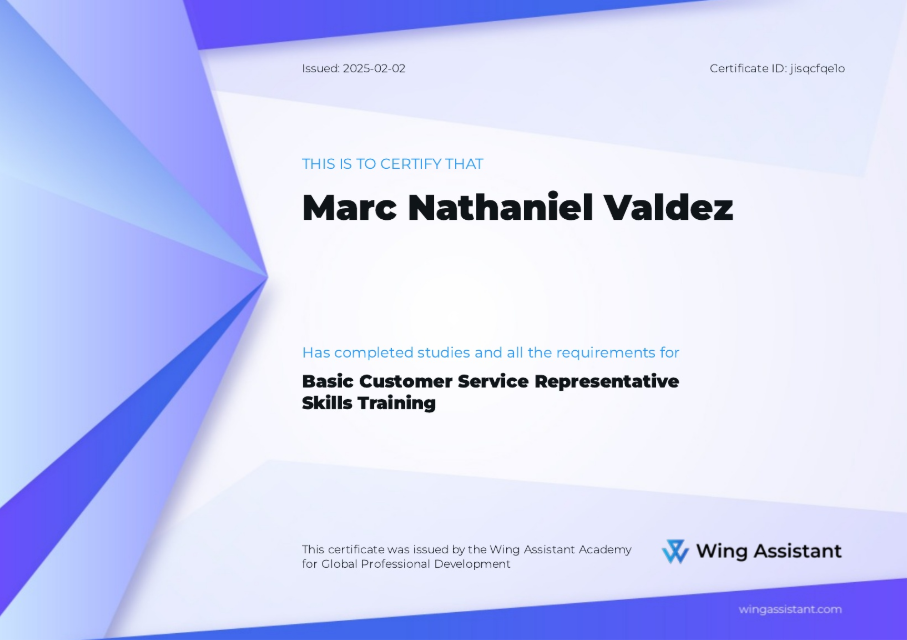 Issued: 2025-02-02
Certificate ID: jisqcfqe1o
THIS IS TO CERTIFY THAT
Marc Nathaniel Valdez
Has completed studies and all the requirements for
Basic Customer Service Representative
Skills Training
This certificate was issued by the Wing Assistant Academy
for Global Professional Development
Wing Assistant
wingassistant.com